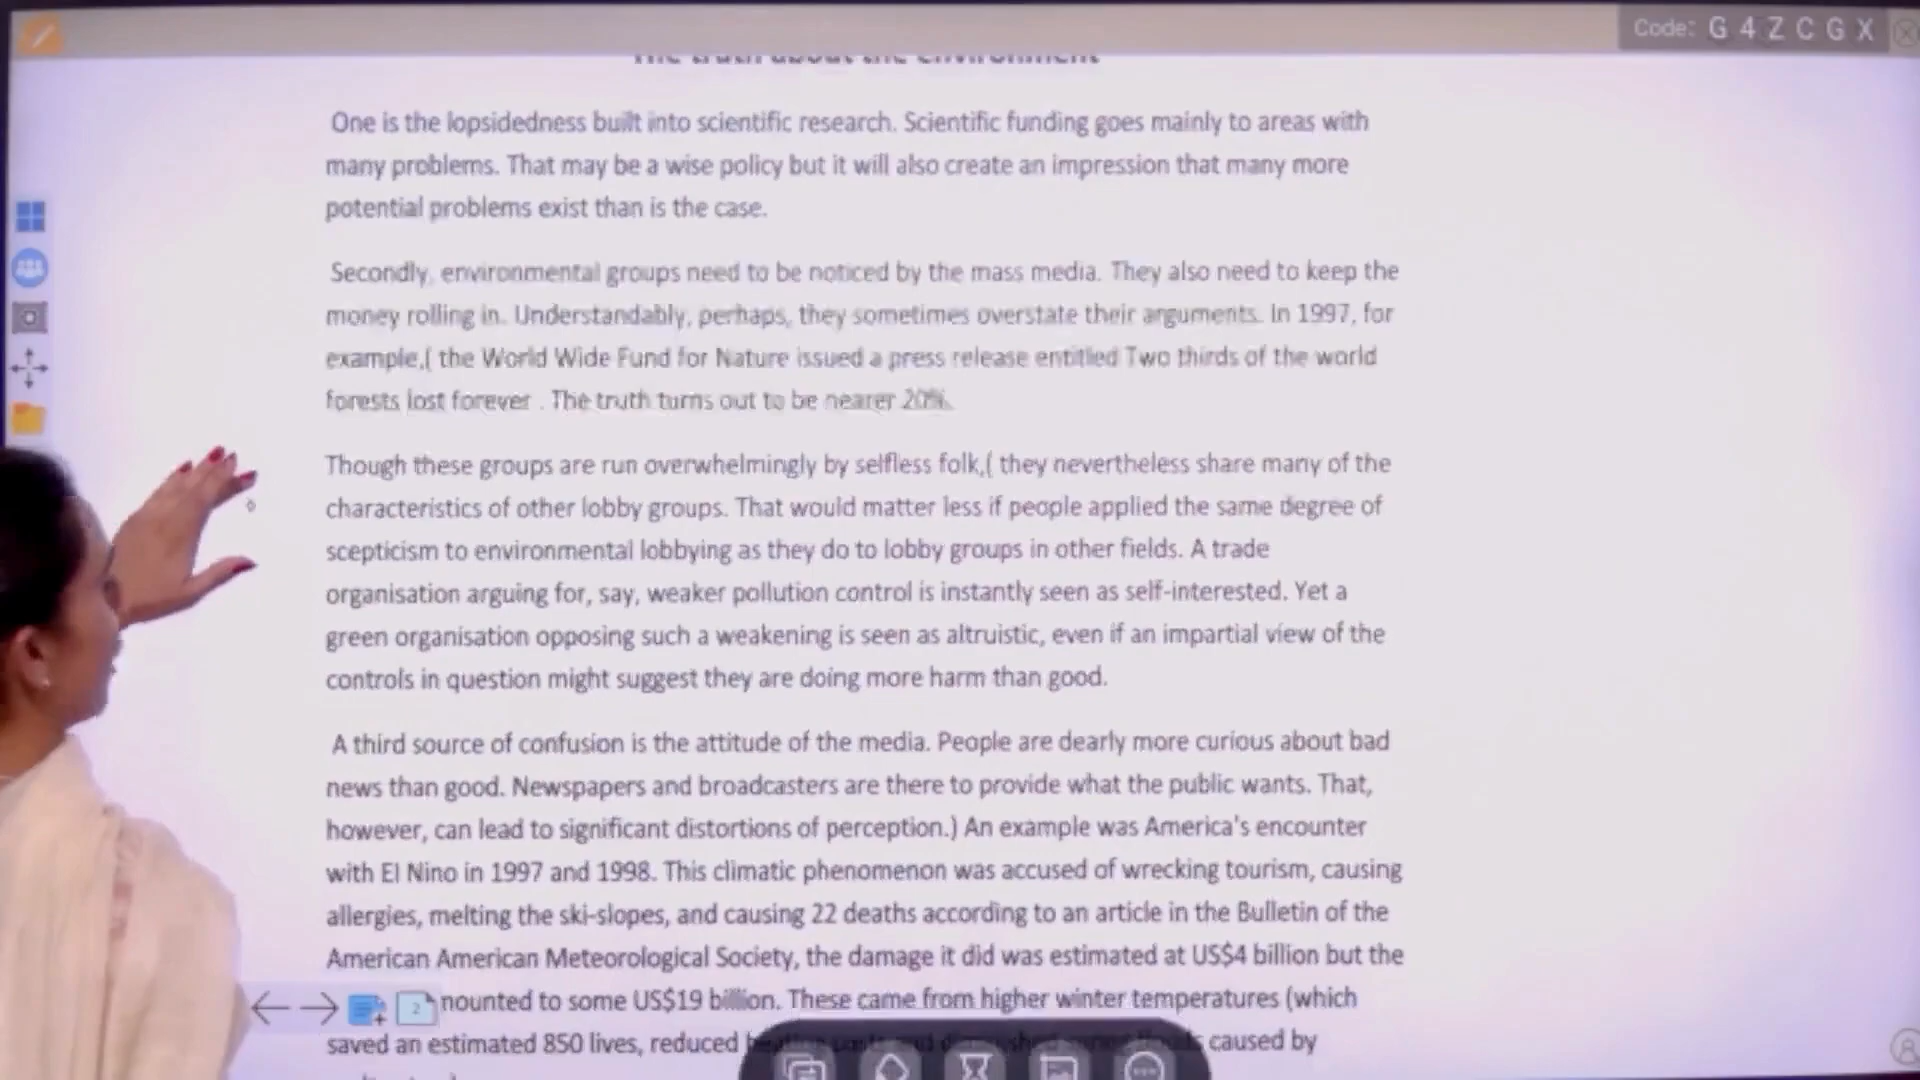 Code: G 4 Z C G X
The truth about the environment
One is the lopsidedness built into scientific research. Scientific funding goes mainly to areas with
many problems. That may be a wise policy but it will also create an impression that many more
potential problems exist than is the case.
Secondly, environmental groups need to be noticed by the mass media. They also need to keep the
money rolling in. Understandably, perhaps, they sometimes overstate their arguments. In 1997, for
example,( the World Wide Fund for Nature issued a press release entitled Two thirds of the world
forests lost forever . The truth turns out to be nearer 20%.
Though these groups are run overwhelmingly by selfless folk,( they nevertheless share many of the
characteristics of other lobby groups. That would matter less if people applied the same degree of
scepticism to environmental lobbying as they do to lobby groups in other fields. A trade
organisation arguing for, say, weaker pollution control is instantly seen as self-interested. Yet a
green organisation opposing such a weakening is seen as altruistic, even if an impartial view of the
controls in question might suggest they are doing more harm than good.
A third source of confusion is the attitude of the media. People are dearly more curious about bad
news than good. Newspapers and broadcasters are there to provide what the public wants. That,
however, can lead to significant distortions of perception.) An example was America's encounter
with El Nino in 1997 and 1998. This climatic phenomenon was accused of wrecking tourism, causing
allergies, melting the ski-slopes, and causing 22 deaths according to an article in the Bulletin of the
American American Meteorological Society, the damage it did was estimated at US$4 billion but the
2 nounted to some US$19 billion. These came from higher winter temperatures (which
saved an estimated 850 lives, reduced caused by